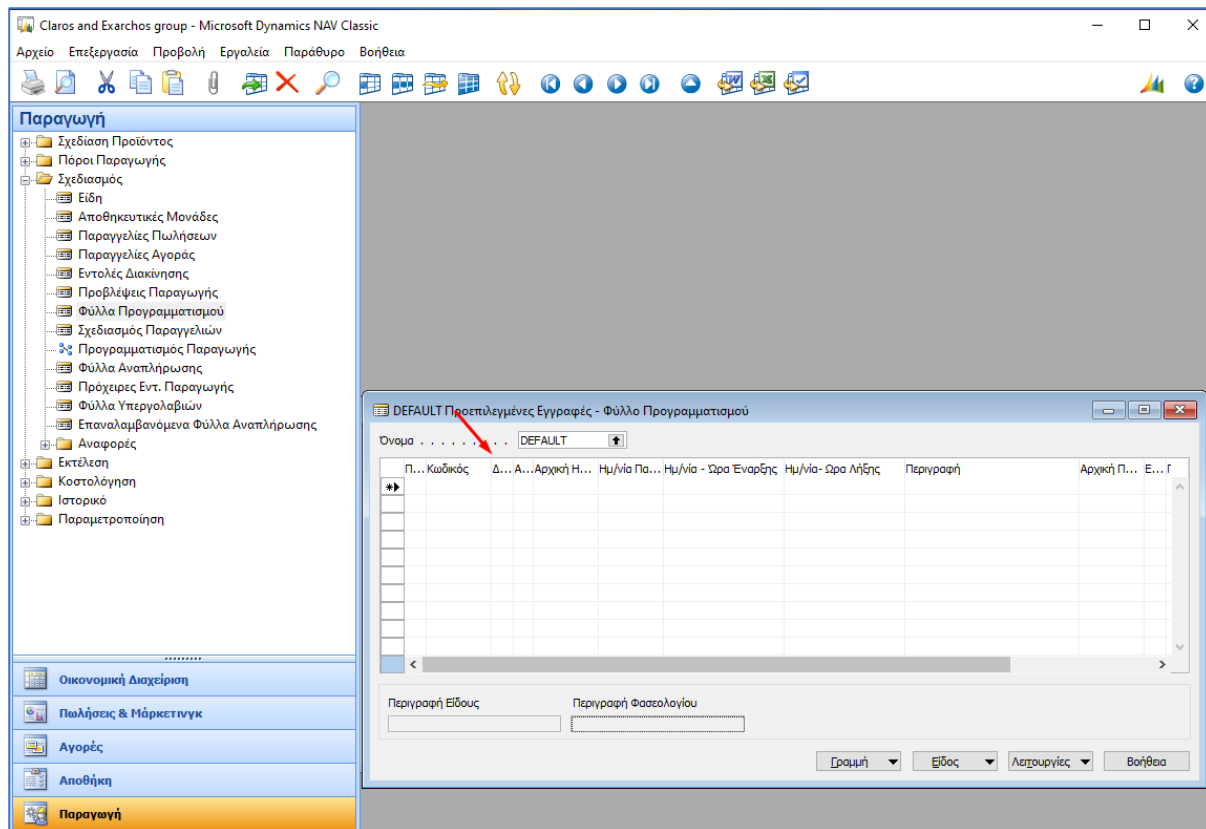 Claros and Exarchos group - Microsoft Dynamics NAV Classic
Αρχείο Επεξεργασία Προβολή Εργαλεία Παράθυρο Βοήθεια
Παραγωγή
Σχεδίαση Προϊόντος
Πόροι Παραγωγής
Σχεδιασμός
Είδη
Αποθηκευτικές Μονάδες
Παραγγελίες Πωλήσεων
Παραγγελίες Αγοράς
Εντολές Διακίνησης
Προβλέψεις Παραγωγής
Φύλλα Προγραμματισμού
Σχεδιασμός Παραγγελιών
Προγραμματισμός Παραγωγής
Φύλλα Αναπλήρωσης
Πρόχειρες Εντ. Παραγωγής
Φύλλα Υπεργολαβιών
Επαναλαμβανόμενα Φύλλα Αναπλήρωσης
Αναφορές
Εκτέλεση
Κοστολόγηση
Ιστορικό
Παραμετροποίηση
Οικονομική Διαχείριση
Πωλήσεις & Μάρκετινγκ
Αγορές
Αποθήκη
Παραγωγή
DEFAULT Προεπιλεγμένες Εγγραφές - Φύλλο Προγραμματισμού
Όνομα . . . . . . . . . DEFAULT
Π... Κωδικός Δ... Α... Αρχική Η... Ημ/νία Πα... Ημ/νία - Ώρα Έναρξης Ημ/νία- Ωρα Λήξης Περιγραφή Αρχική Π... Ε...
Περιγραφή Είδους Περιγραφή Φασεολογίου
Γραμμή Είδος Λειτουργίες Βοήθεια